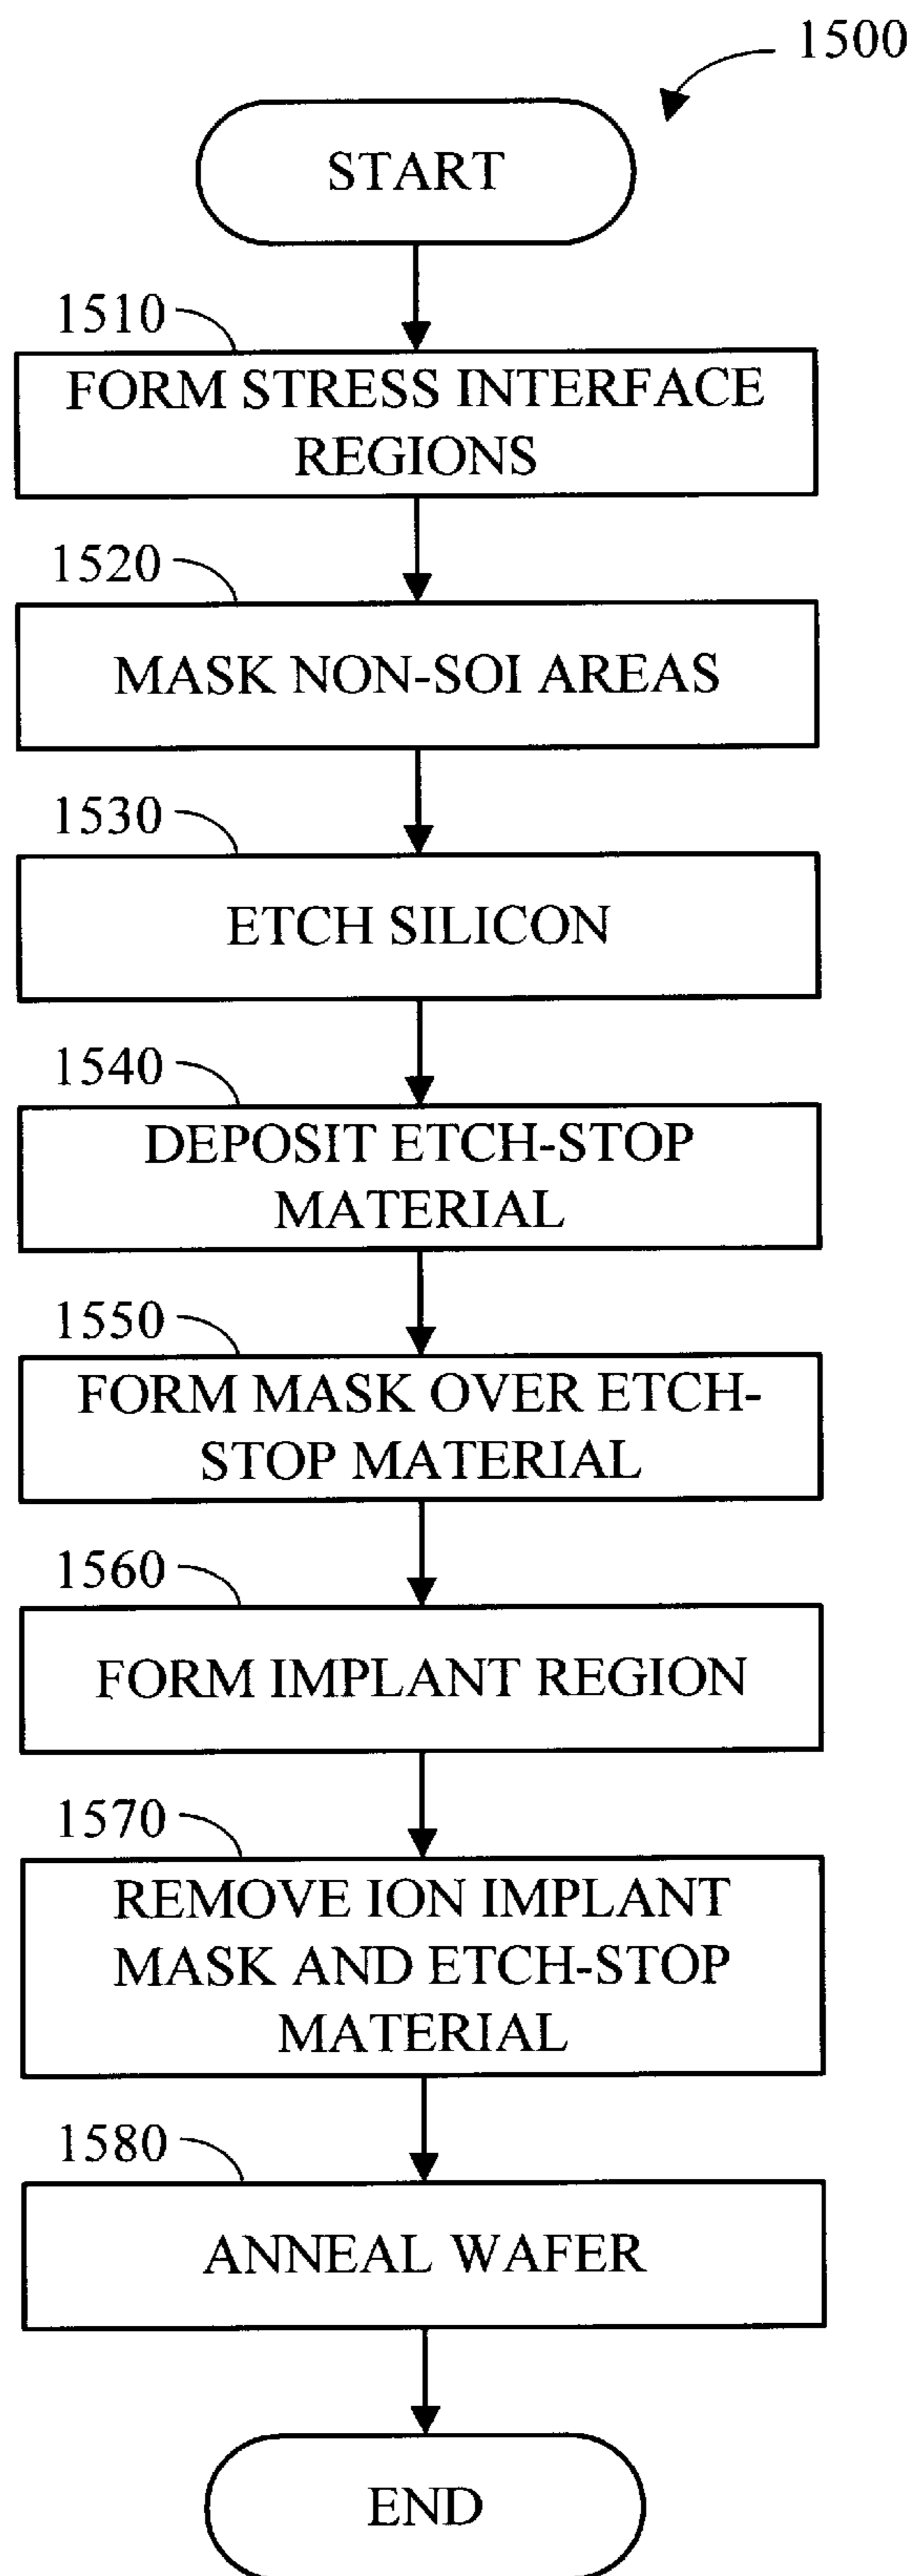 1500
START
1510
FORM STRESS INTERFACE
REGIONS
1520
MASK NON-SOI AREAS
1530
ETCH SILICON
1540
DEPOSIT ETCH-STOP
MATERIAL
1550
FORM MASK OVER ETCH-
STOP MATERIAL
1560
FORM IMPLANT REGION
1570
REMOVE ION IMPLANT
MASK AND ETCH-STOP
MATERIAL
1580
ANNEAL WAFER
END